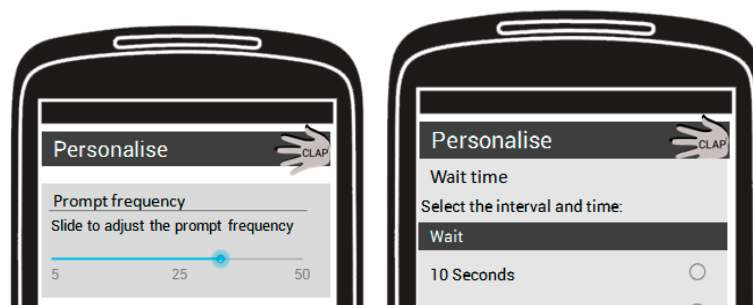 Personalise
CLAP
Prompt frequency
Slide to adjust the prompt frequency
5 25 50
Personalise
CLAP
Wait time
Select the interval and time:
Wait
10 Seconds